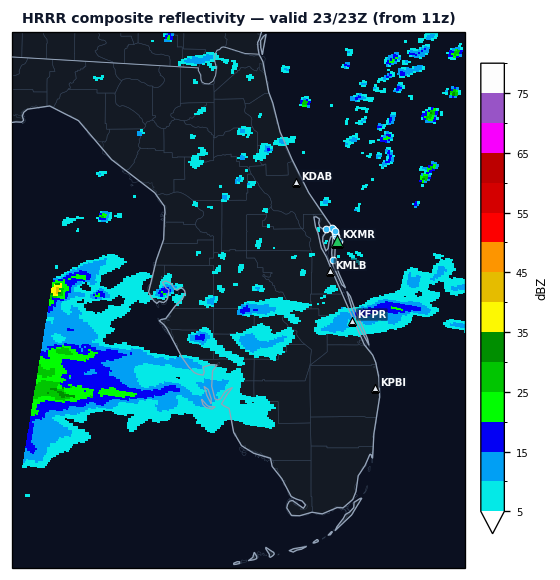 HRRR composite reflectivity — valid 23/23Z (from 11z)
KDAB
KXMR
KMLB
KFPR
KPBI
75
65
55
45
35
25
15
5
dBZ